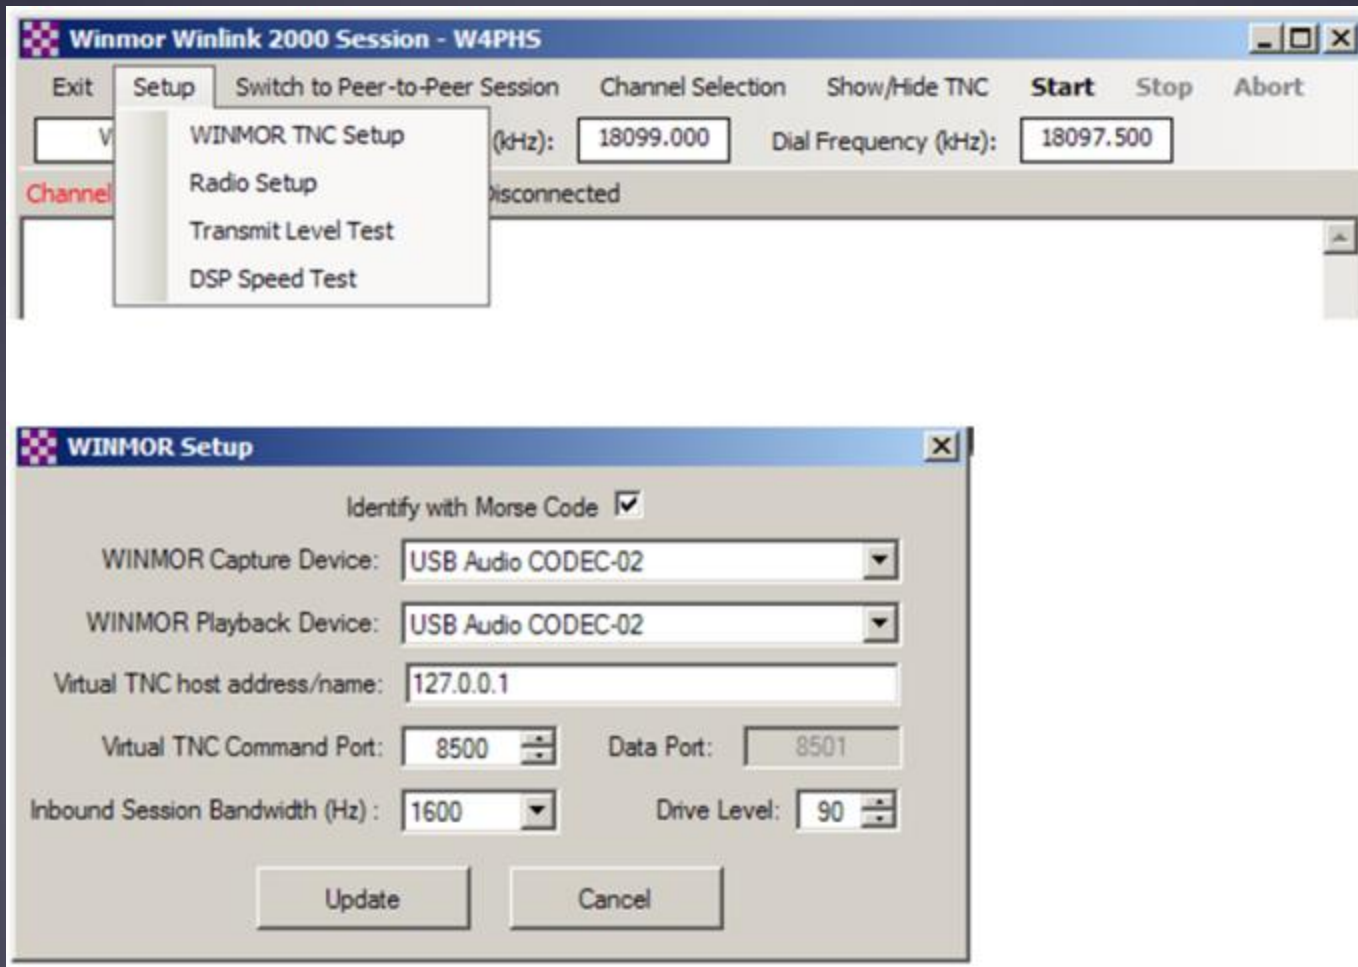 Winmor Winlink 2000 Session - W4PHS
Exit Setup Switch to Peer-to-Peer Session Channel Selection Show/Hide TNC Start Stop Abort
WINMOR TNC Setup (kHz): 18099.000 Dial Frequency (kHz): 18097.500
Channel Radio Setup Disconnected
Transmit Level Test
DSP Speed Test
WINMOR Setup
Identify with Morse Code
WINMOR Capture Device: USB Audio CODEC-02
WINMOR Playback Device: USB Audio CODEC-02
Virtual TNC host address/name: 127.0.0.1
Virtual TNC Command Port: 8500 Data Port: 8501
Inbound Session Bandwidth (Hz) : 1600 Drive Level: 90
Update Cancel